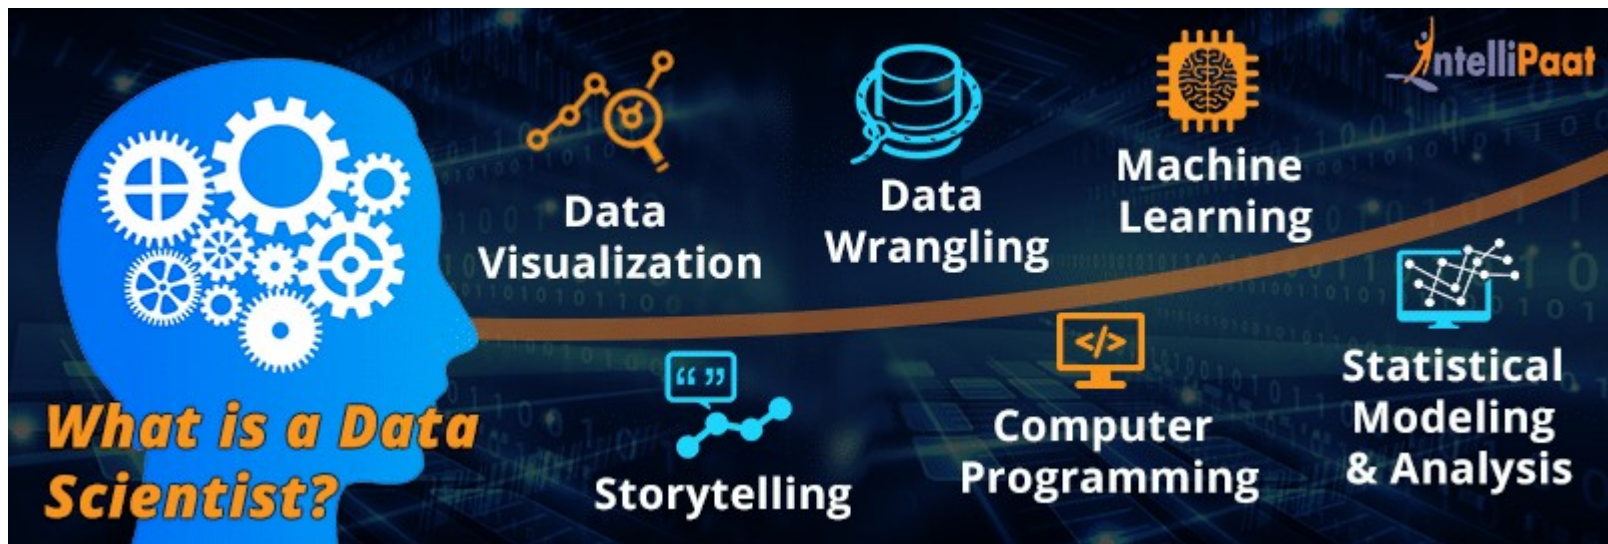 IntelliPaat
Data
Visualization
Data
Wrangling
Machine
Learning
What is a Data
Scientist?
“ ”
Storytelling
</>
Computer
Programming
Statistical
Modeling
& Analysis